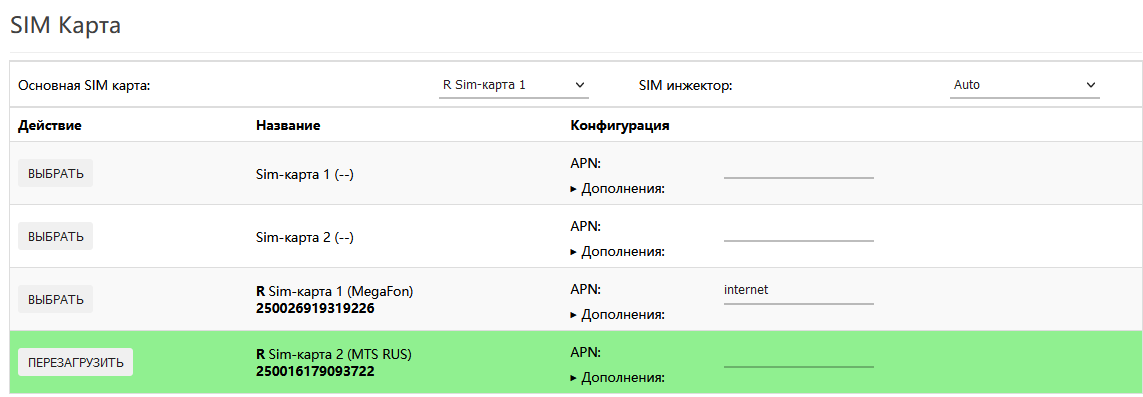 SIM Карта
Основная SIM карта: R Sim-карта 1 SIM инжектор: Auto
Действие Название Конфигурация
ВЫБРАТЬ Sim-карта 1 (--) APN:
▸ Дополнения:
ВЫБРАТЬ Sim-карта 2 (--) APN:
▸ Дополнения:
ВЫБРАТЬ R Sim-карта 1 (MegaFon) APN: internet
250026919319226 ▸ Дополнения:
ПЕРЕЗАГРУЗИТЬ R Sim-карта 2 (MTS RUS) APN:
250016179093722 ▸ Дополнения: